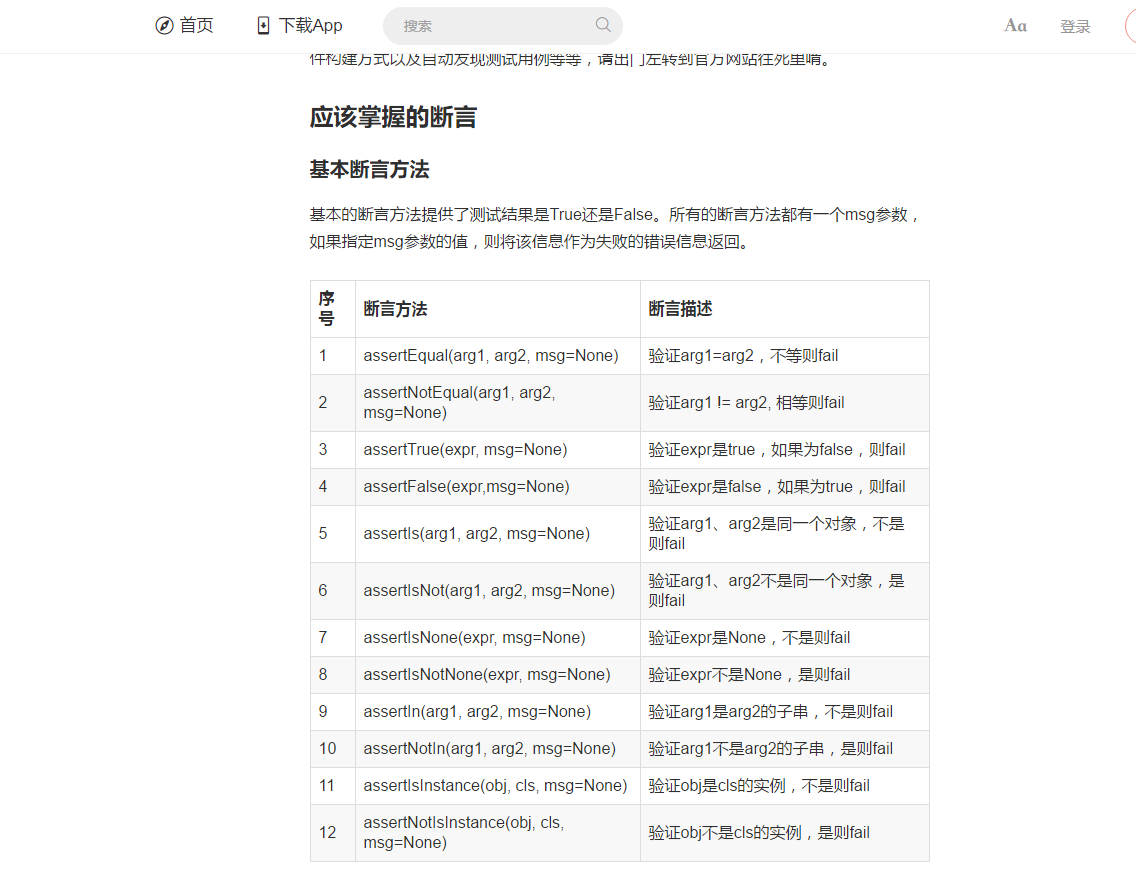 首页 下载App 搜索 Aa 登录
件构建方式以及自动发现测试用例等等，请出门左转到官方网站往死里啃。
应该掌握的断言
基本断言方法
基本的断言方法提供了测试结果是True还是False。所有的断言方法都有一个msg参数，
如果指定msg参数的值，则将该信息作为失败的错误信息返回。
序
号
断言方法 断言描述
1 assertEqual(arg1, arg2, msg=None) 验证arg1=arg2，不等则fail
2 assertNotEqual(arg1, arg2,
msg=None)
验证arg1 != arg2, 相等则fail
3 assertTrue(expr, msg=None) 验证expr是true，如果为false，则fail
4 assertFalse(expr,msg=None) 验证expr是false，如果为true，则fail
5 assertIs(arg1, arg2, msg=None) 验证arg1、arg2是同一个对象，不是
则fail
6 assertIsNot(arg1, arg2, msg=None) 验证arg1、arg2不是同一个对象，是
则fail
7 assertIsNone(expr, msg=None) 验证expr是None，不是则fail
8 assertIsNotNone(expr, msg=None) 验证expr不是None，是则fail
9 assertIn(arg1, arg2, msg=None) 验证arg1是arg2的子串，不是则fail
10 assertNotIn(arg1, arg2, msg=None) 验证arg1不是arg2的子串，是则fail
11 assertIsInstance(obj, cls, msg=None) 验证obj是cls的实例，不是则fail
12 assertNotIsInstance(obj, cls,
msg=None)
验证obj不是cls的实例，是则fail